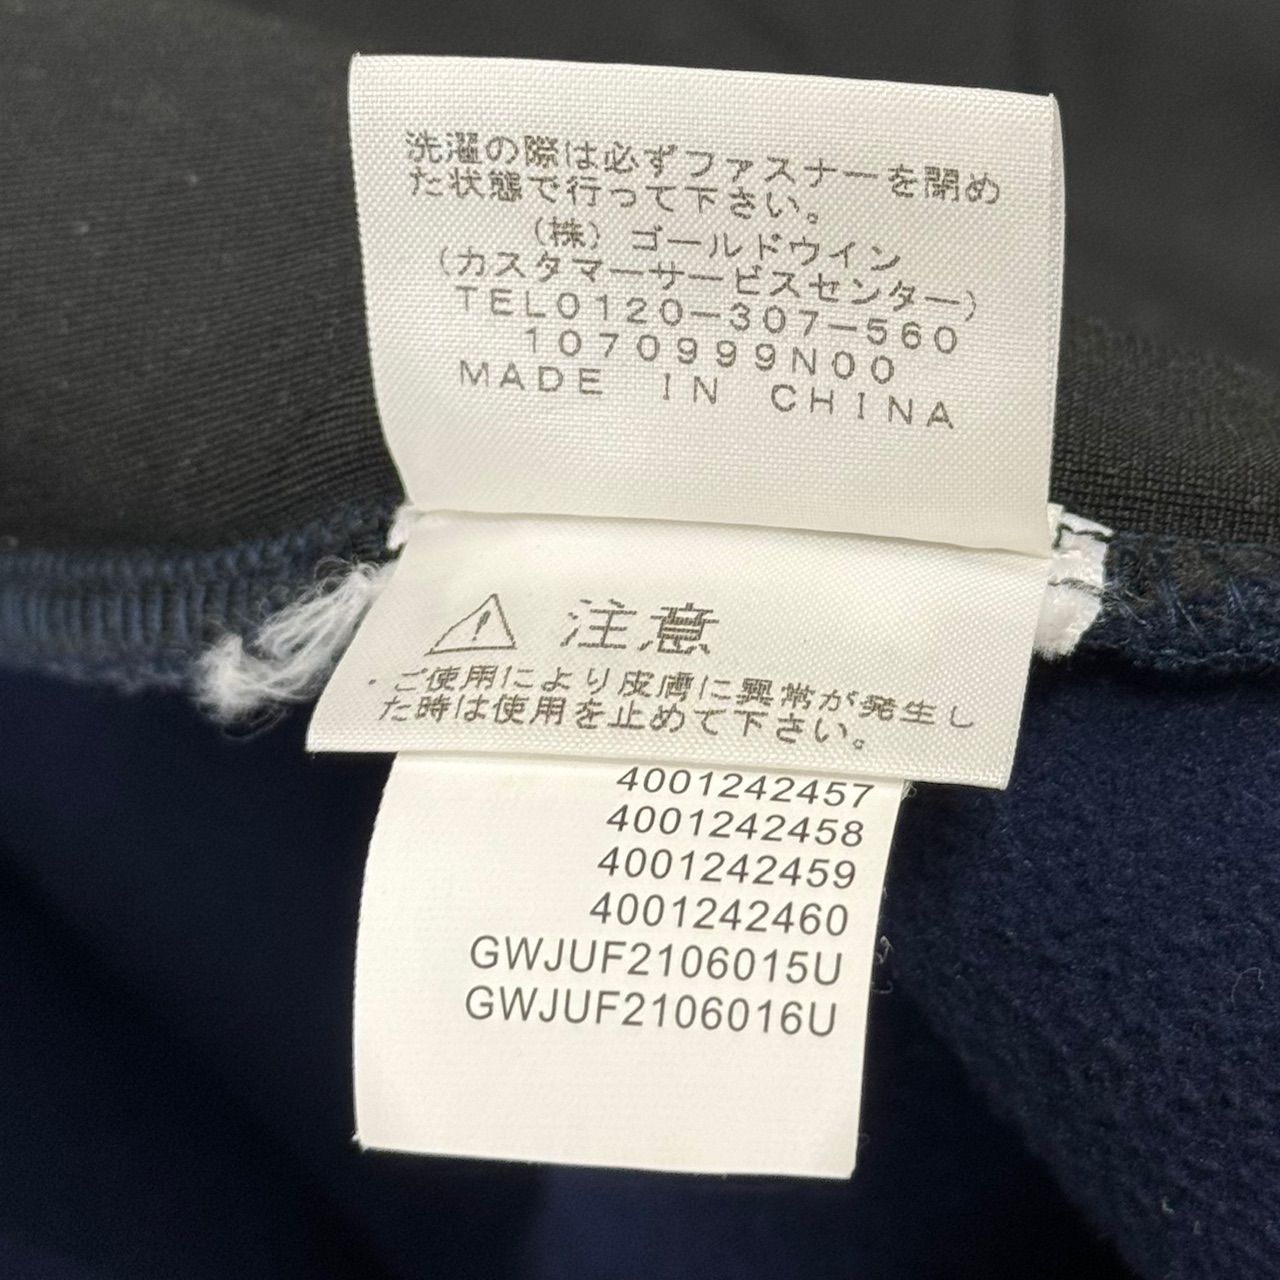 洗濯の際は必ずファスナーを閉め
た状態で行って下さい。
(株)ゴールドウイン
(カスタマーサービスセンター)
TEL0120-307-560
1070999N00
MADE IN CHINA
注意
・ご使用により皮膚に異常が発生し
た時は使用を止めて下さい。
4001242457
4001242458
4001242459
4001242460
GWJUF2106015U
GWJUF2106016U